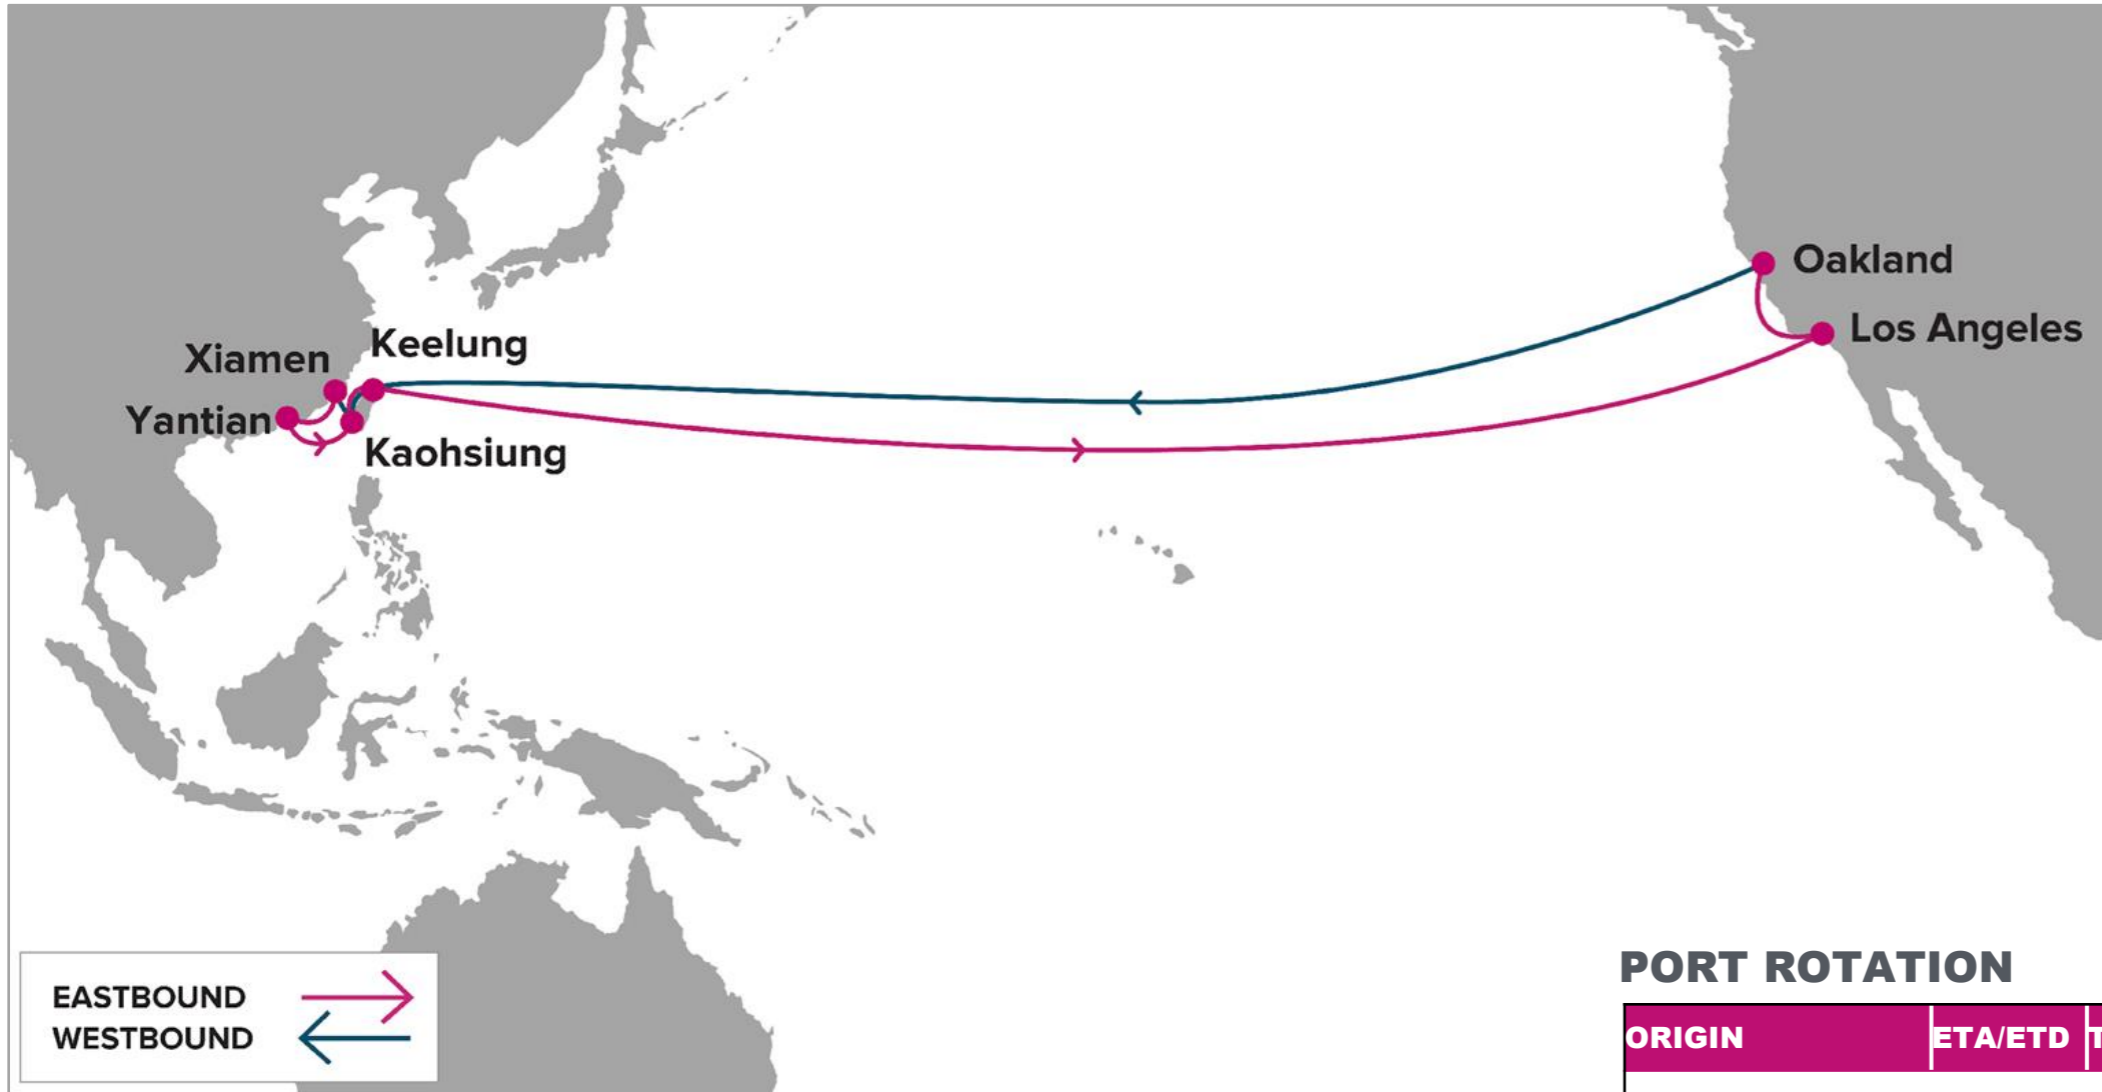 Oakland
Los Angeles
Keelung
Xiamen
Yantian
Kaohsiung
EASTBOUND
WESTBOUND
PORT ROTATION
ORIGIN ETA/ETD